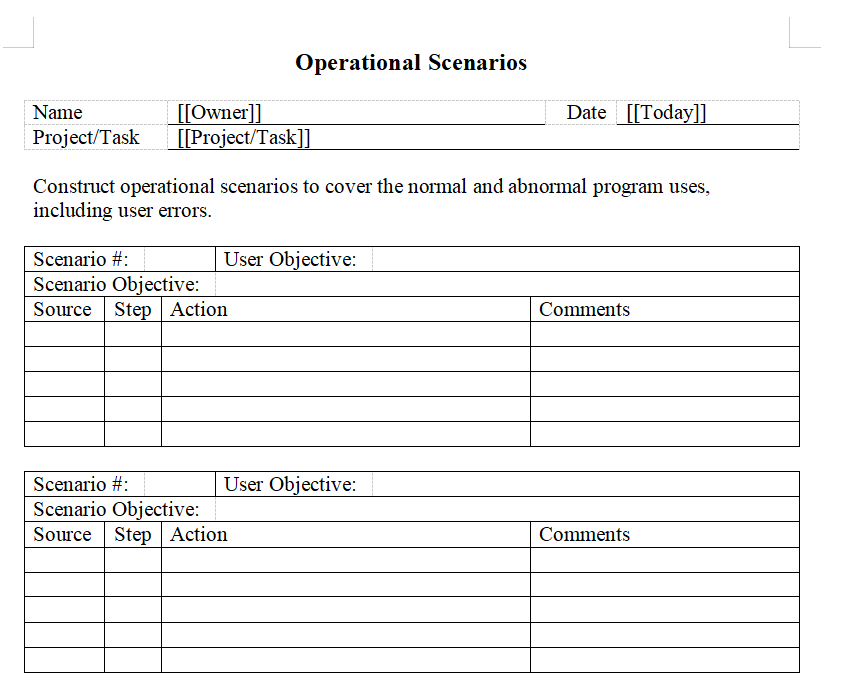 Operational Scenarios
Name [[Owner]] Date [[Today]]
Project/Task [[Project/Task]]
Construct operational scenarios to cover the normal and abnormal program uses,
including user errors.
Scenario #: User Objective:
Scenario Objective:
Source Step Action Comments
Scenario #: User Objective:
Scenario Objective:
Source Step Action Comments